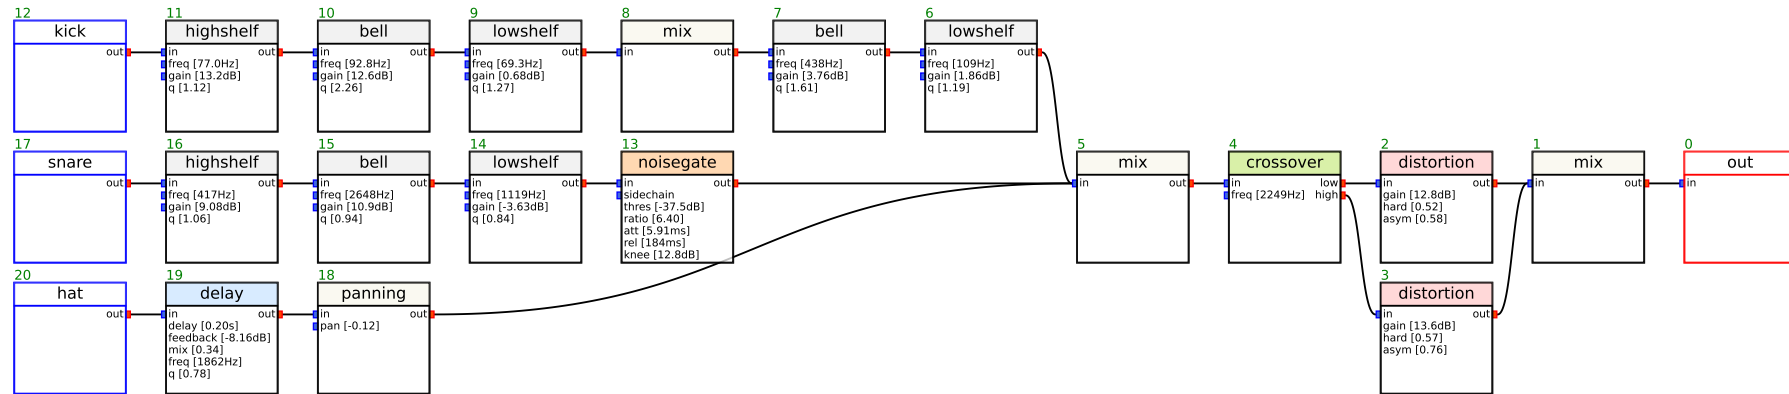 12
kick
out
11
highshelf
in out
freq [77.0Hz]
gain [13.2dB]
q [1.12]
10
bell
in out
freq [92.8Hz]
gain [12.6dB]
q [2.26]
9
lowshelf
in out
freq [69.3Hz]
gain [0.68dB]
q [1.27]
8
mix
in out
7
bell
in out
freq [438Hz]
gain [3.76dB]
q [1.61]
6
lowshelf
in out
freq [109Hz]
gain [1.86dB]
q [1.19]
17
snare
out
16
highshelf
in out
freq [417Hz]
gain [9.08dB]
q [1.06]
15
bell
in out
freq [2648Hz]
gain [10.9dB]
q [0.94]
14
lowshelf
in out
freq [1119Hz]
gain [-3.63dB]
q [0.84]
13
noisegate
in out
sidechain
thres [-37.5dB]
ratio [6.40]
att [5.91ms]
rel [184ms]
knee [12.8dB]
5
mix
in out
4
crossover
in low
freq [2249Hz] high
2
distortion
in out
gain [12.8dB]
hard [0.52]
asym [0.58]
1
mix
in out
0
out
in
20
hat
out
19
delay
in out
delay [0.20s]
feedback [-8.16dB]
mix [0.34]
freq [1862Hz]
q [0.78]
18
panning
in out
pan [-0.12]
3
distortion
in out
gain [13.6dB]
hard [0.57]
asym [0.76]